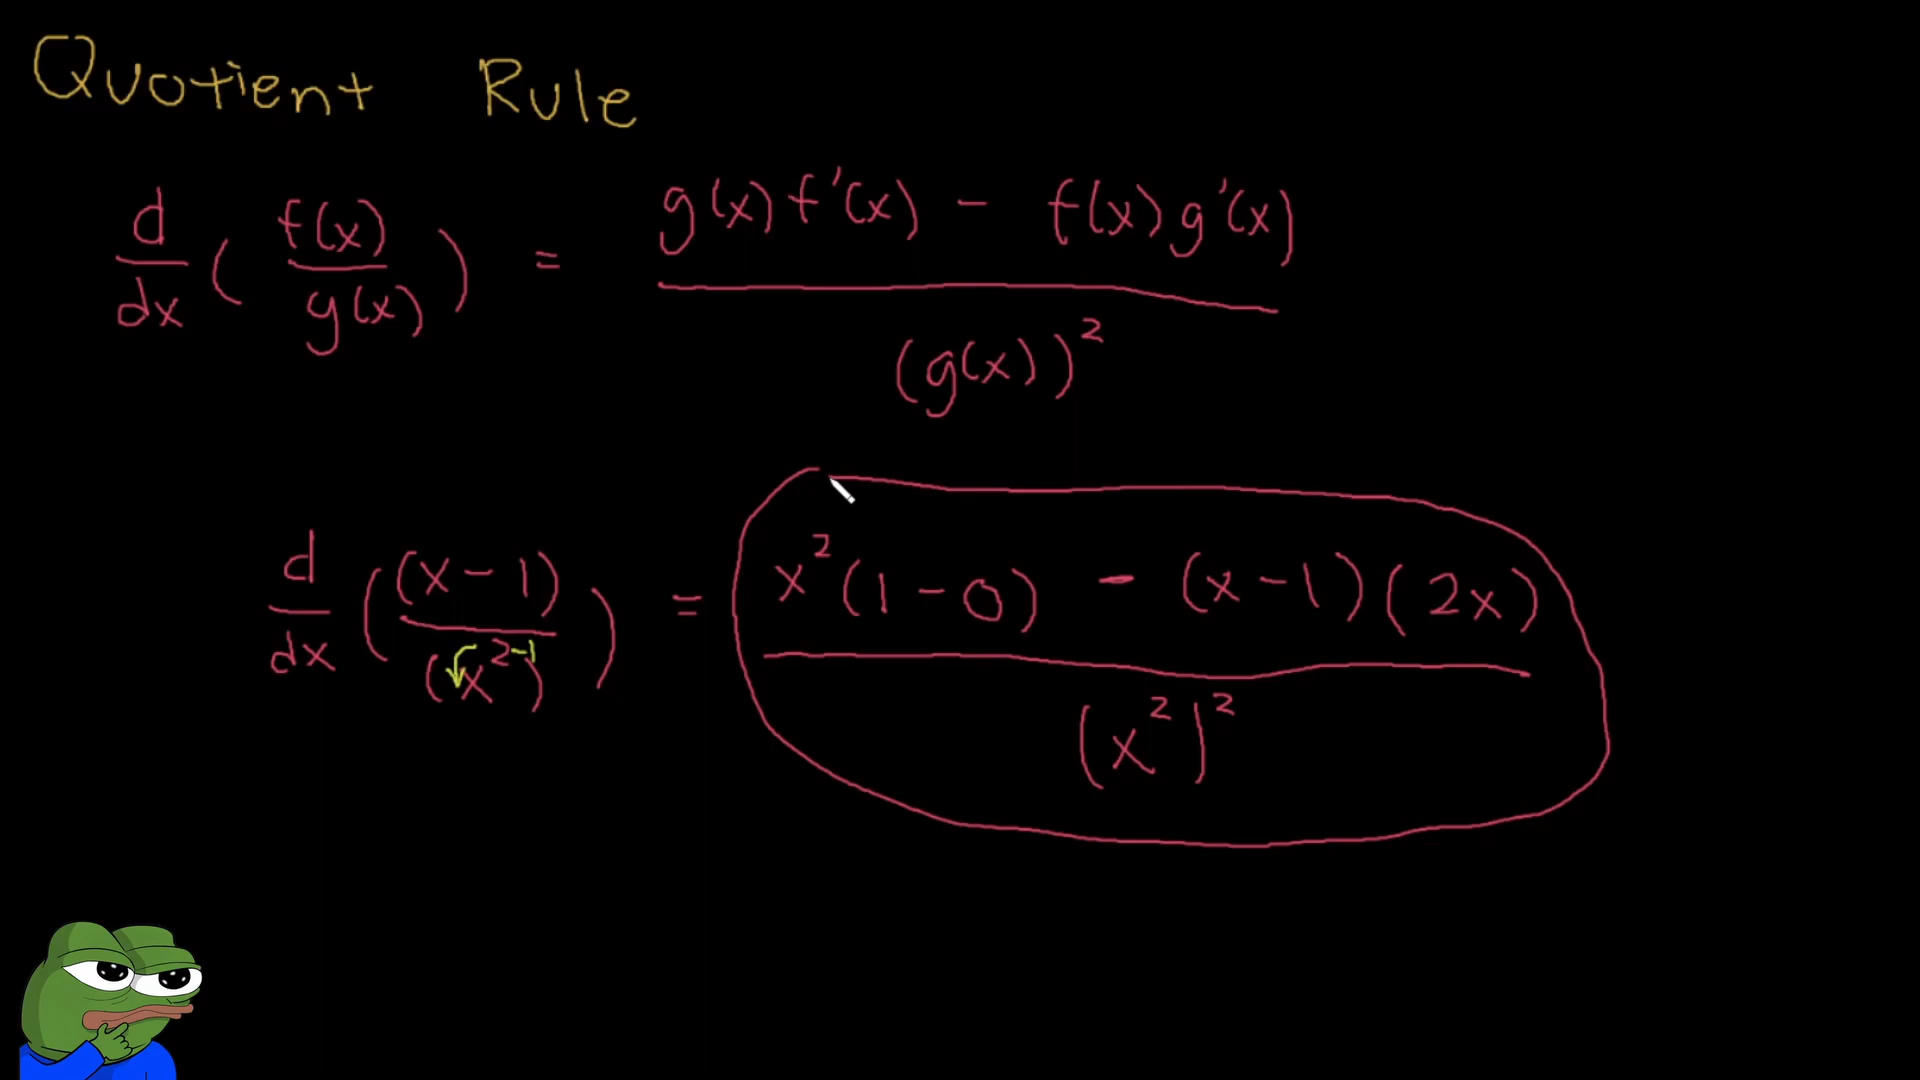 Quotient Rule
d/dx ( f(x)/g(x) ) = g(x) f'(x) - f(x) g'(x) / (g(x))²
d/dx ( (x-1)/(x²) ) = x²(1-0) - (x-1)(2x) / (x²)²
2-1